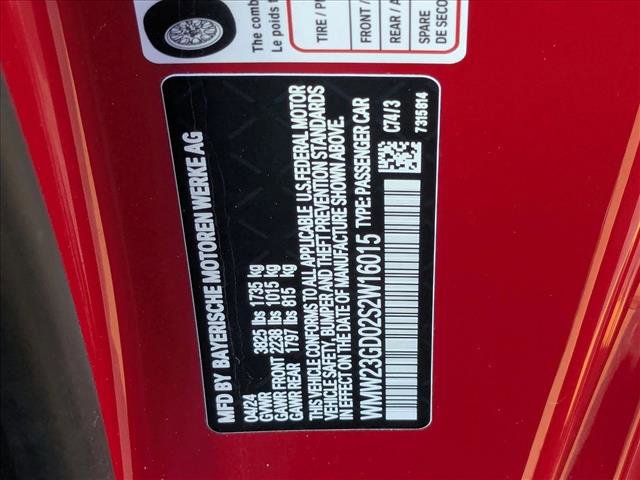 The comb
Le poids t
TIRE / P
FRONT /
REAR / A
SPARE
DE SECO
MFD BY BAYERISCHE MOTOREN WERKE AG
04/24
GVWR 3825 lbs 1735 kg
GAWR FRONT 2238 lbs 1015 kg
GAWR REAR 1797 lbs 815 kg
THIS VEHICLE CONFORMS TO ALL APPLICABLE U.S. FEDERAL MOTOR
VEHICLE SAFETY, BUMPER AND THEFT PREVENTION STANDARDS
IN EFFECT ON THE DATE OF MANUFACTURE SHOWN ABOVE.
WMW23GD02S2W16015 TYPE: PASSENGER CAR
C74/3
7315814